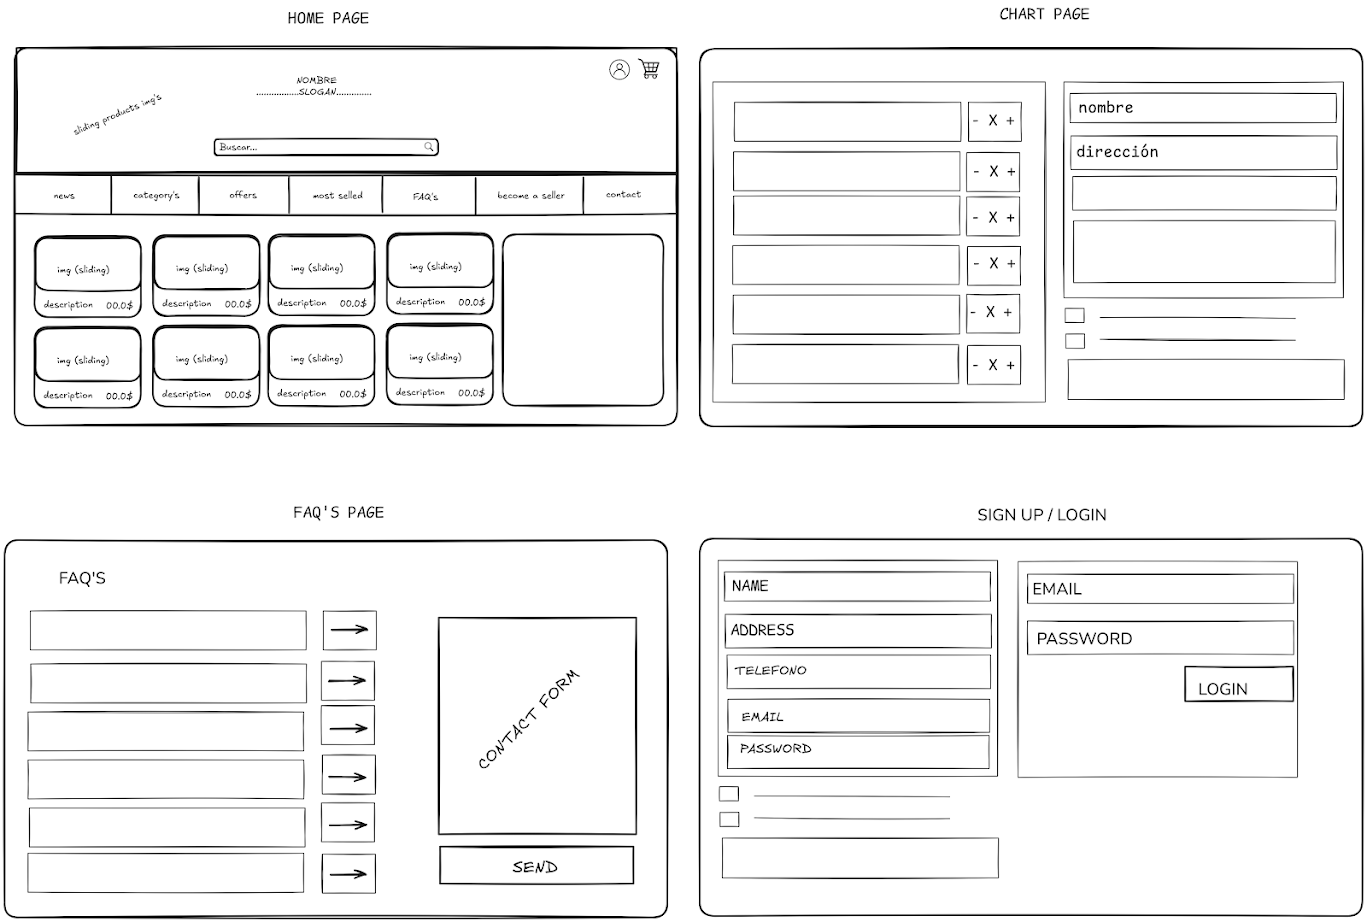 HOME PAGE
NOMBRE
..................SLOGAN.............
sliding products img's
Buscar...
news
category's
offers
most selled
FAQ's
become a seller
contact
img (sliding)
img (sliding)
img (sliding)
img (sliding)
description 00.0$
description 00.0$
description 00.0$
description 00.0$
img (sliding)
img (sliding)
img (sliding)
img (sliding)
description 00.0$
description 00.0$
description 00.0$
description 00.0$
CHART PAGE
- X +
- X +
- X +
- X +
- X +
- X +
nombre
dirección
FAQ'S PAGE
FAQ'S
CONTACT FORM
SEND
SIGN UP / LOGIN
NAME
ADDRESS
TELEFONO
EMAIL
PASSWORD
EMAIL
PASSWORD
LOGIN